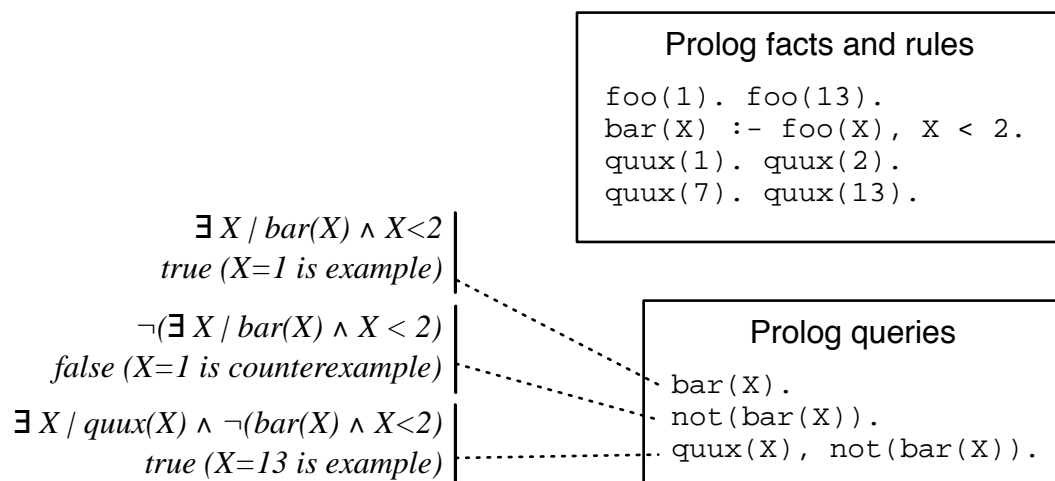 Prolog facts and rules
foo(1). foo(13).
bar(X) :- foo(X), X < 2.
quux(1). quux(2).
quux(7). quux(13).
∃ X / bar(X) ∧ X<2
true (X=1 is example)
¬(∃ X / bar(X) ∧ X < 2)
false (X=1 is counterexample)
∃ X / quux(X) ∧ ¬(bar(X) ∧ X<2)
true (X=13 is example)
Prolog queries
bar(X).
not(bar(X)).
quux(X), not(bar(X)).